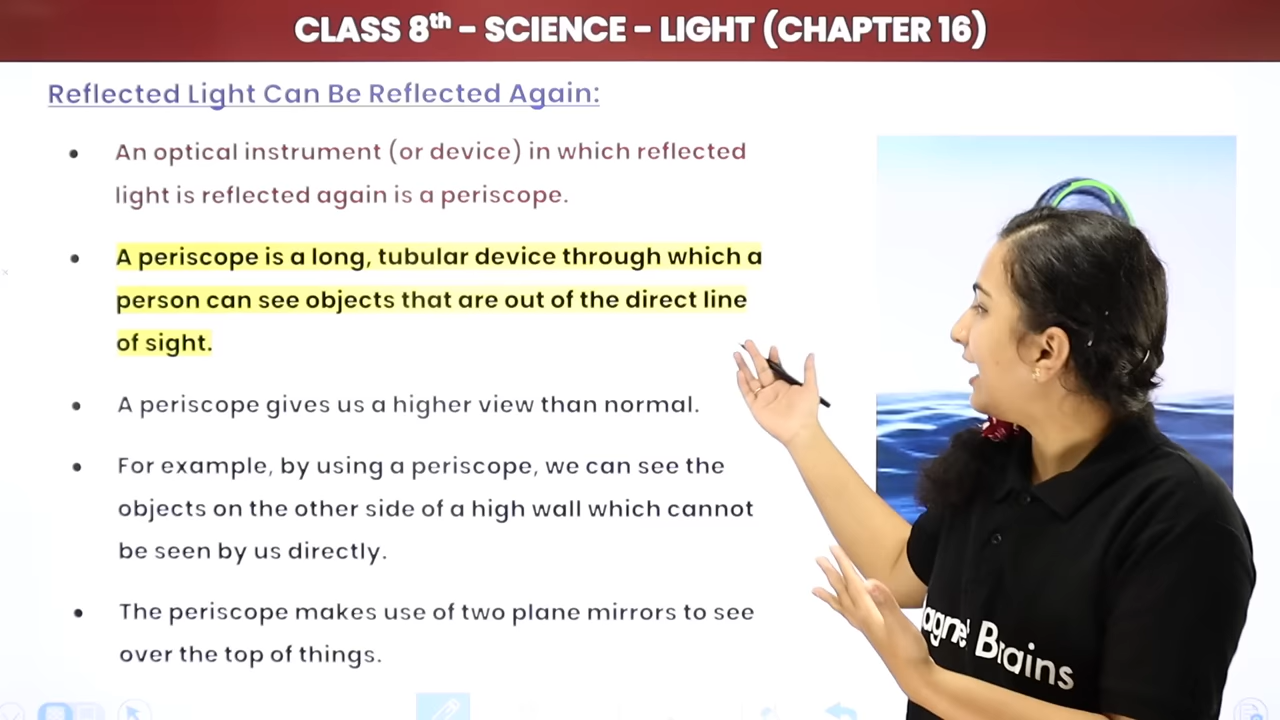 CLASS 8th - SCIENCE - LIGHT (CHAPTER 16)
Reflected Light Can Be Reflected Again:
• An optical instrument (or device) in which reflected
light is reflected again is a periscope.
• A periscope is a long, tubular device through which a
person can see objects that are out of the direct line
of sight.
• A periscope gives us a higher view than normal.
• For example, by using a periscope, we can see the
objects on the other side of a high wall which cannot
be seen by us directly.
• The periscope makes use of two plane mirrors to see
over the top of things.
Brains